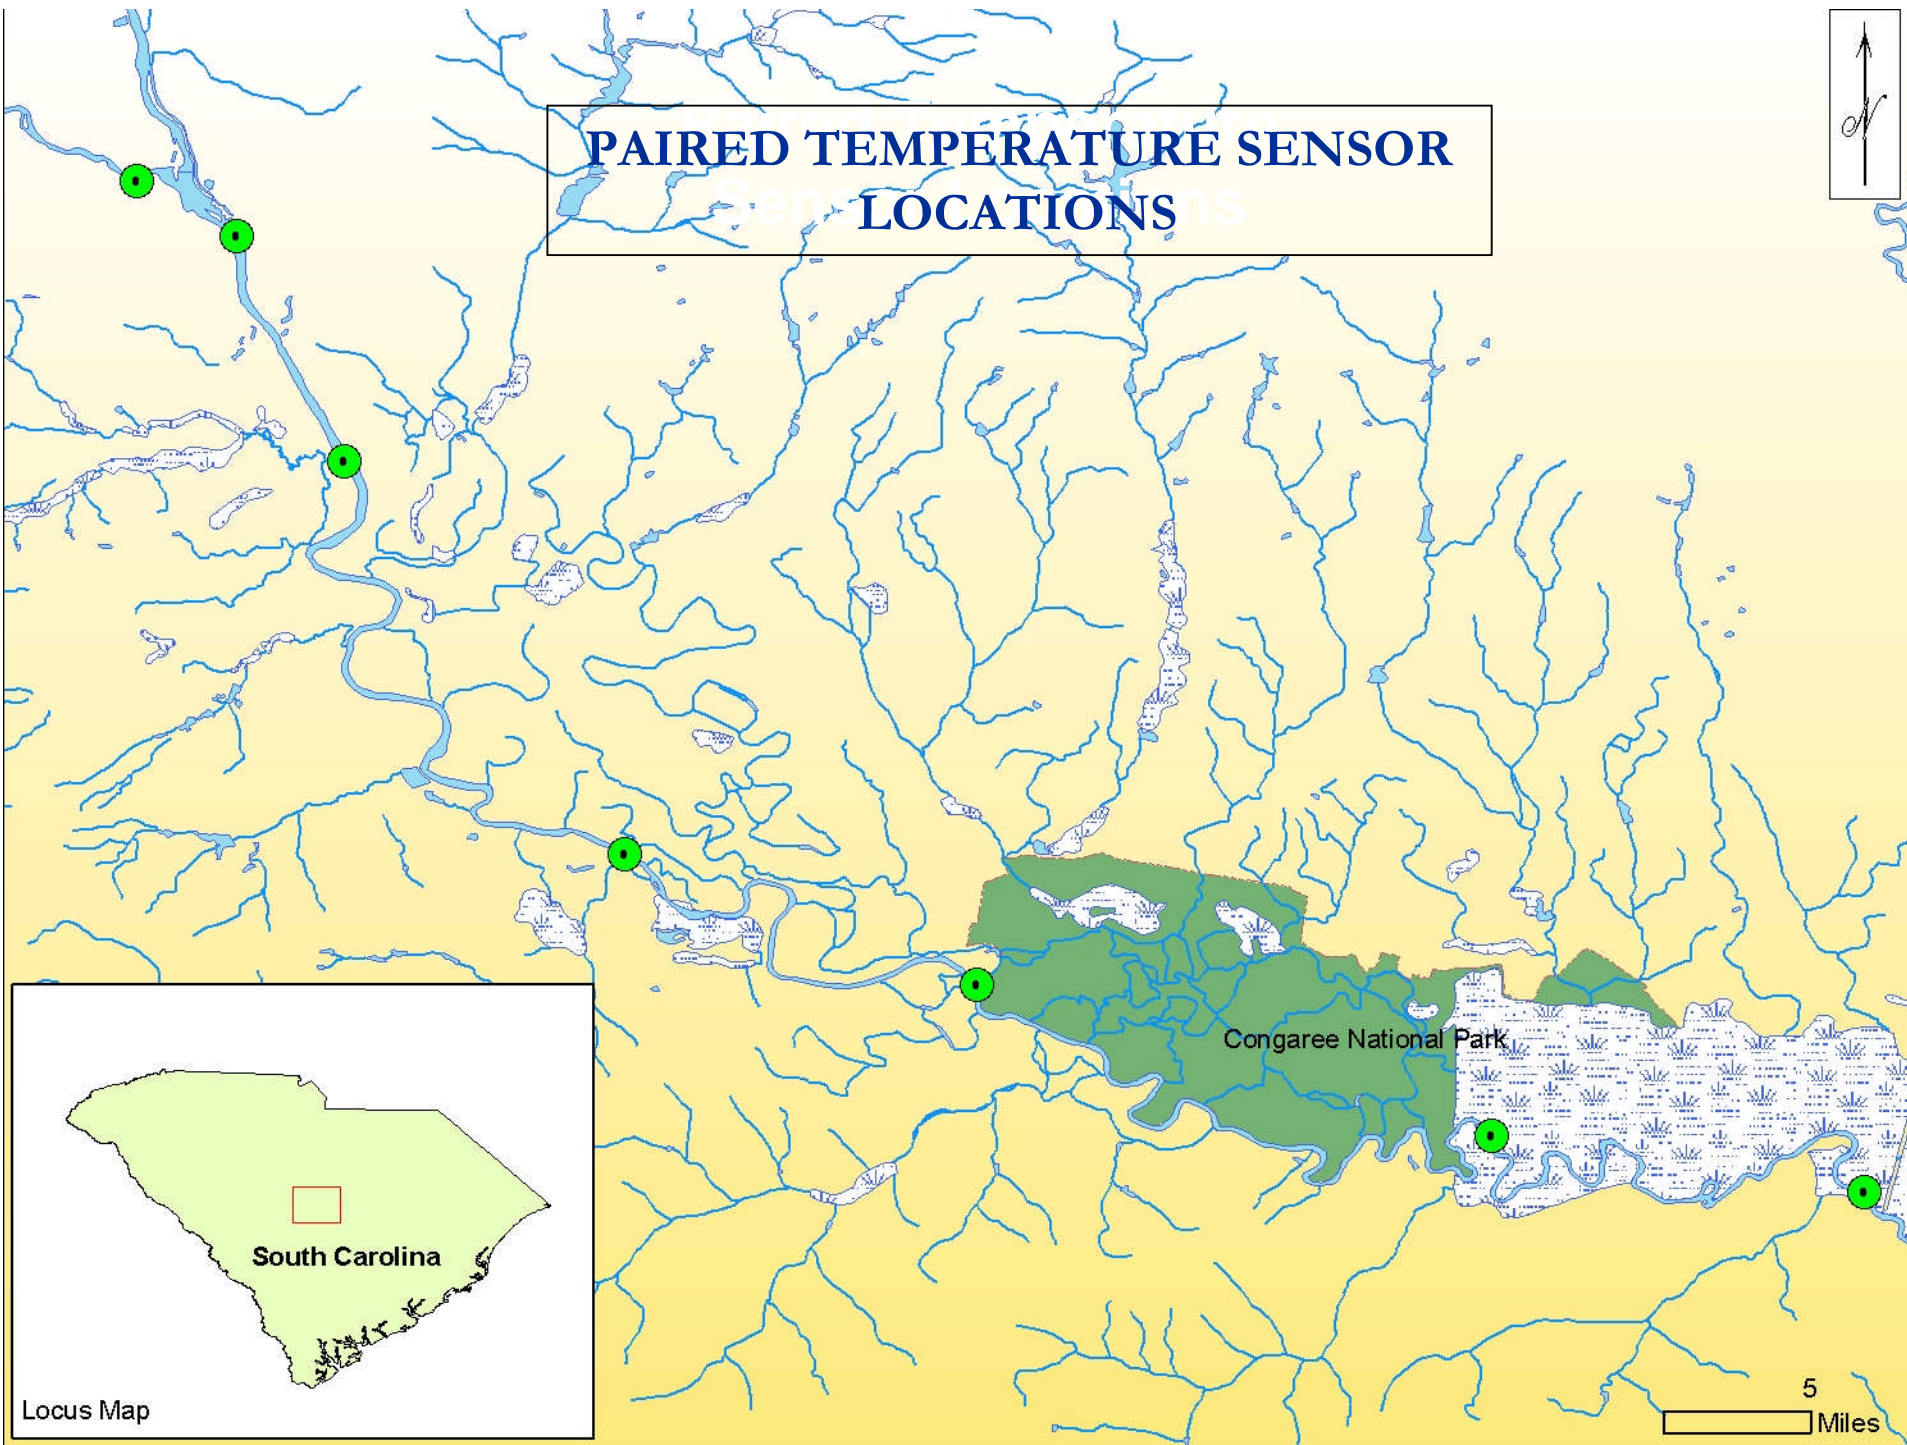 PAIRED TEMPERATURE SENSOR
LOCATIONS
N
Congaree National Park
South Carolina
Locus Map
5
Miles